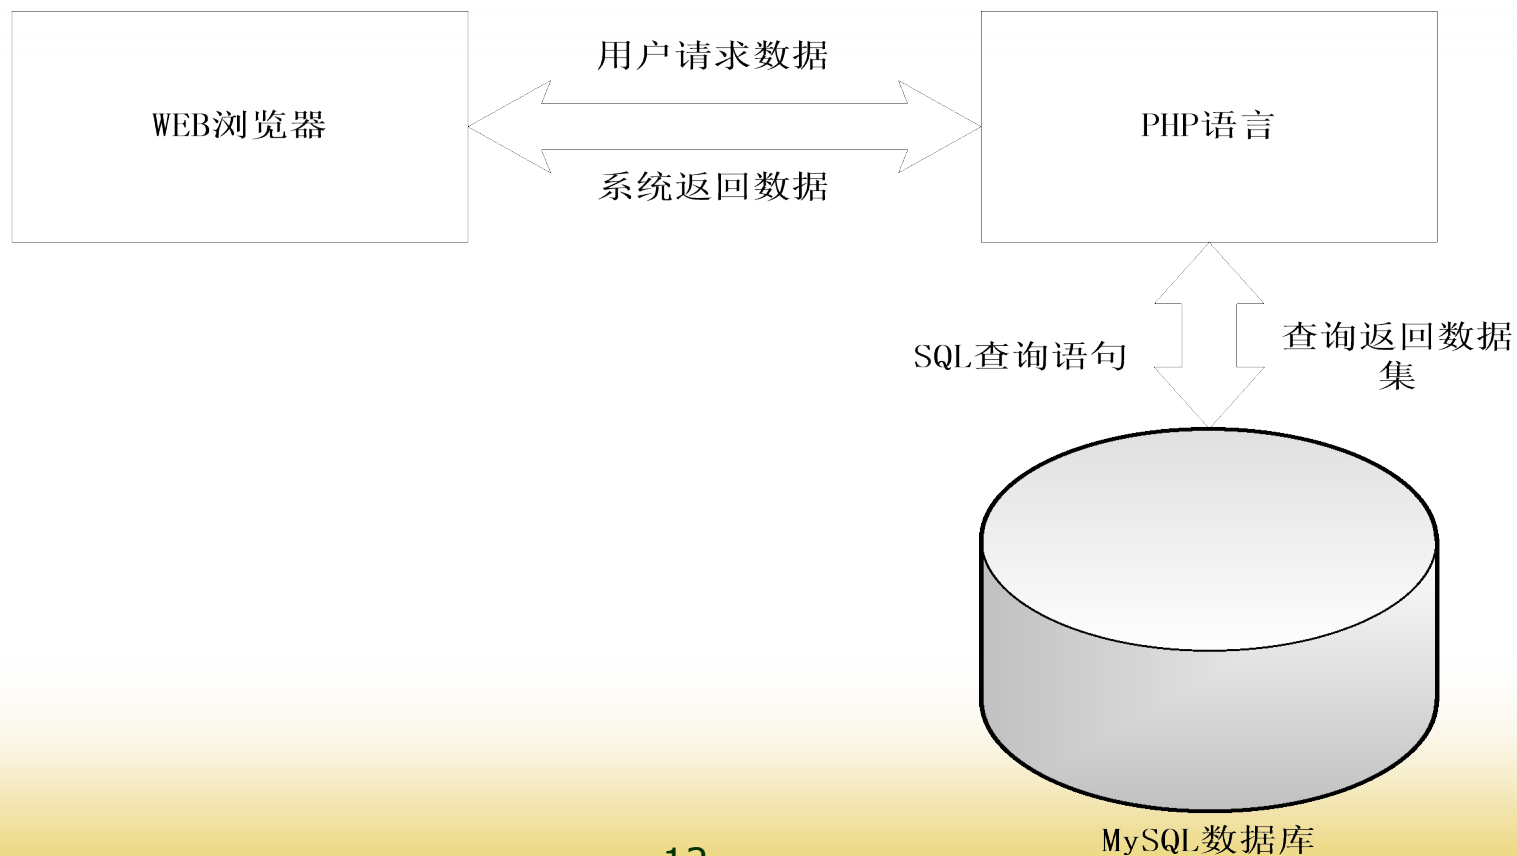 用户请求数据
WEB浏览器
PHP语言
系统返回数据
SQL查询语句
查询返回数据
集
MySQL数据库